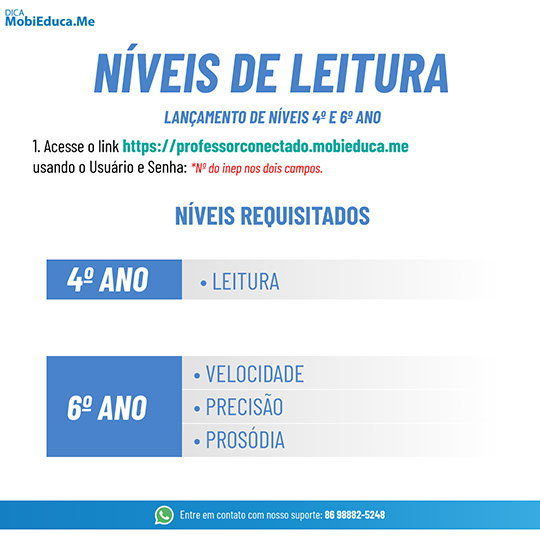 DICA
MobiEduca.Me
NÍVEIS DE LEITURA
LANÇAMENTO DE NÍVEIS 4º E 6º ANO
1. Acesse o link https://professorconectado.mobieduca.me
usando o Usuário e Senha: *Nº do inep nos dois campos.
NÍVEIS REQUISITADOS
4º ANO
• LEITURA
6º ANO
• VELOCIDADE
• PRECISÃO
• PROSÓDIA
Entre em contato com nosso suporte: 86 98882-5248